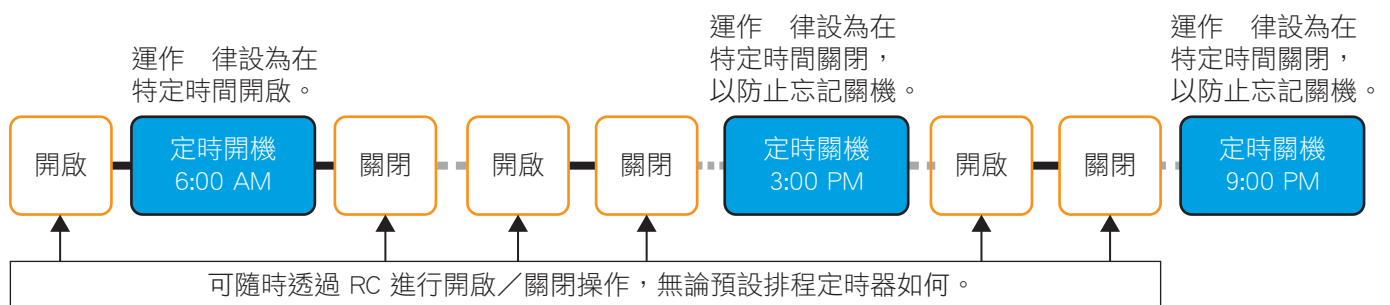 運作　律設為在
特定時間開啟。
運作　律設為在
特定時間關閉，
以防止忘記關機。
運作　律設為在
特定時間關閉，
以防止忘記關機。
開啟
定時開機
6:00 AM
關閉
開啟
關閉
定時關機
3:00 PM
開啟
關閉
定時關機
9:00 PM
可隨時透過 RC 進行開啟／關閉操作，無論預設排程定時器如何。